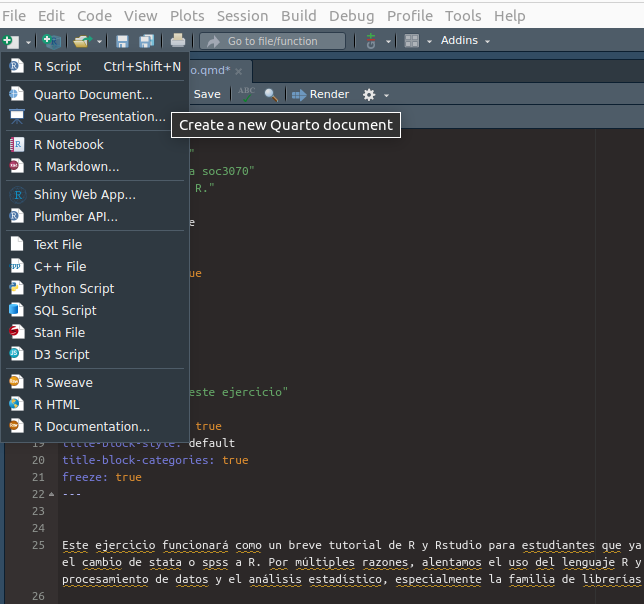 File Edit Code View Plots Session Build Debug Profile Tools Help
Go to file/function Addins
R Script Ctrl+Shift+N
Quarto Document...
Quarto Presentation...
R Notebook
R Markdown...
Shiny Web App...
Plumber API...
Text File
C++ File
Python Script
SQL Script
Stan File
D3 Script
R Sweave
R HTML
R Documentation...
Create a new Quarto document
o.qmd* ×
Save ABC Render
"
a soc3070"
R."
e
ue
este ejercicio"
true
19 title-block-style: default
20 title-block-categories: true
21 freeze: true
22 ---
23
24
25 Este ejercicio funcionará como un breve tutorial de R y Rstudio para estudiantes que ya
el cambio de stata o spss a R. Por múltiples razones, alentamos el uso del lenguaje R y
procesamiento de datos y el análisis estadístico, especialmente la familia de librerías
26